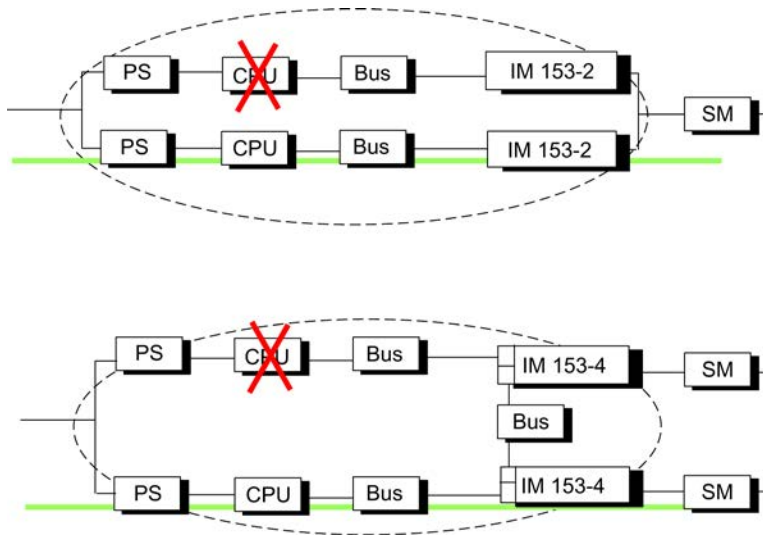 PS CPU Bus IM 153-2
SM
PS CPU Bus IM 153-2
PS CPU Bus IM 153-4 SM
Bus
PS CPU Bus IM 153-4 SM